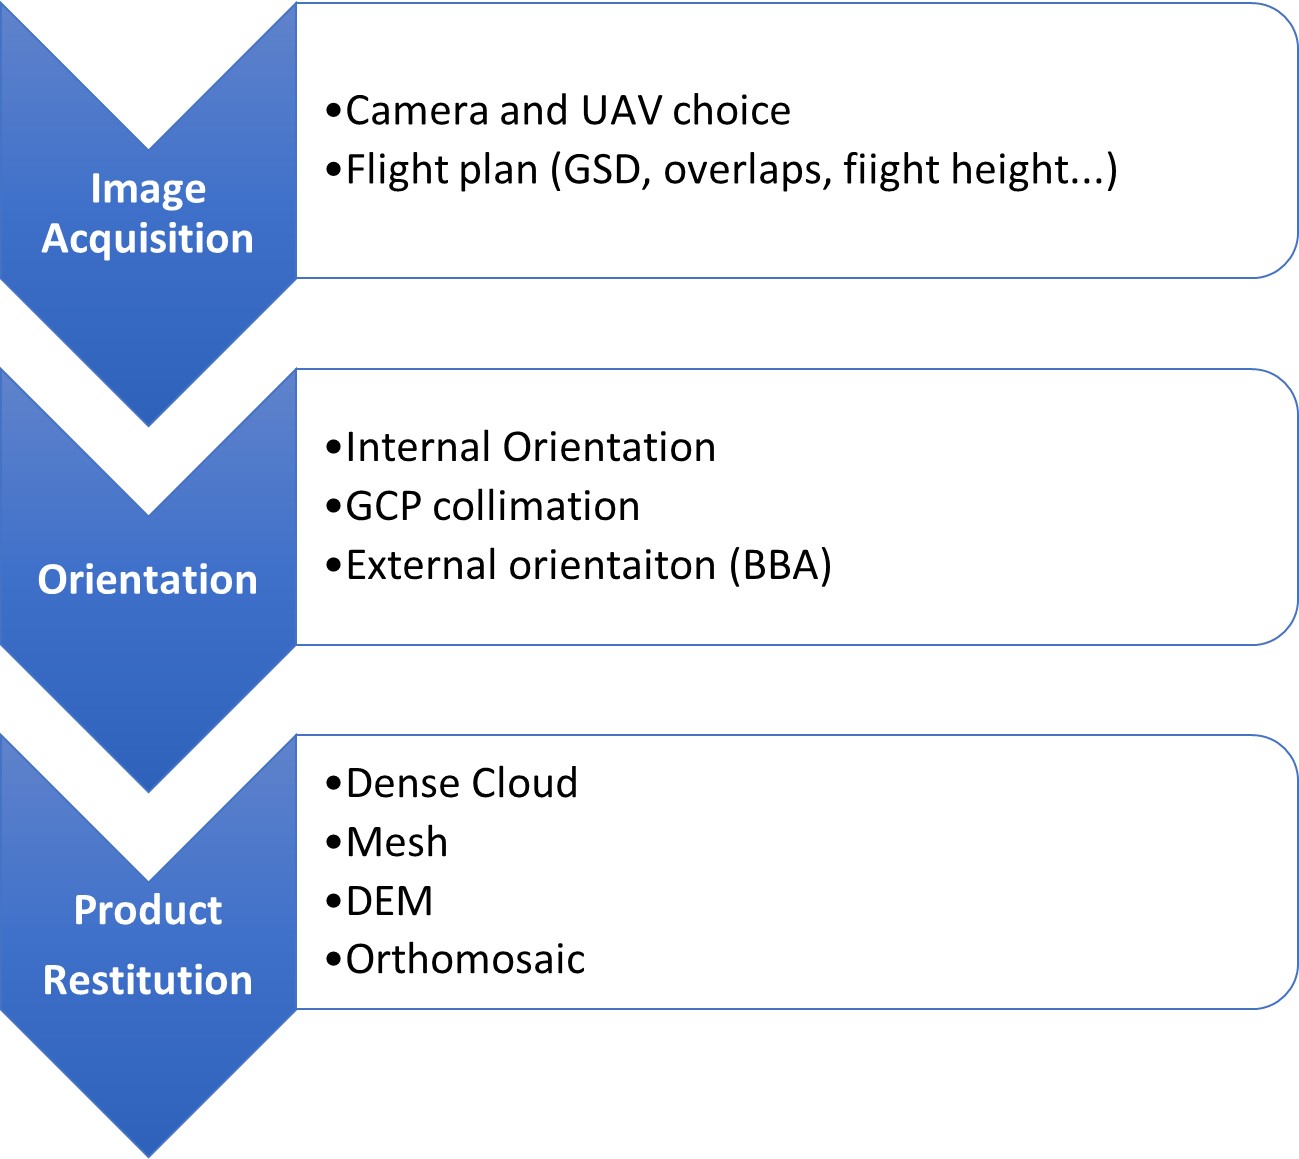 Image
Acquisition
•Camera and UAV choice
•Flight plan (GSD, overlaps, fiight height...)
Orientation
•Internal Orientation
•GCP collimation
•External orientaiton (BBA)
Product
Restitution
•Dense Cloud
•Mesh
•DEM
•Orthomosaic